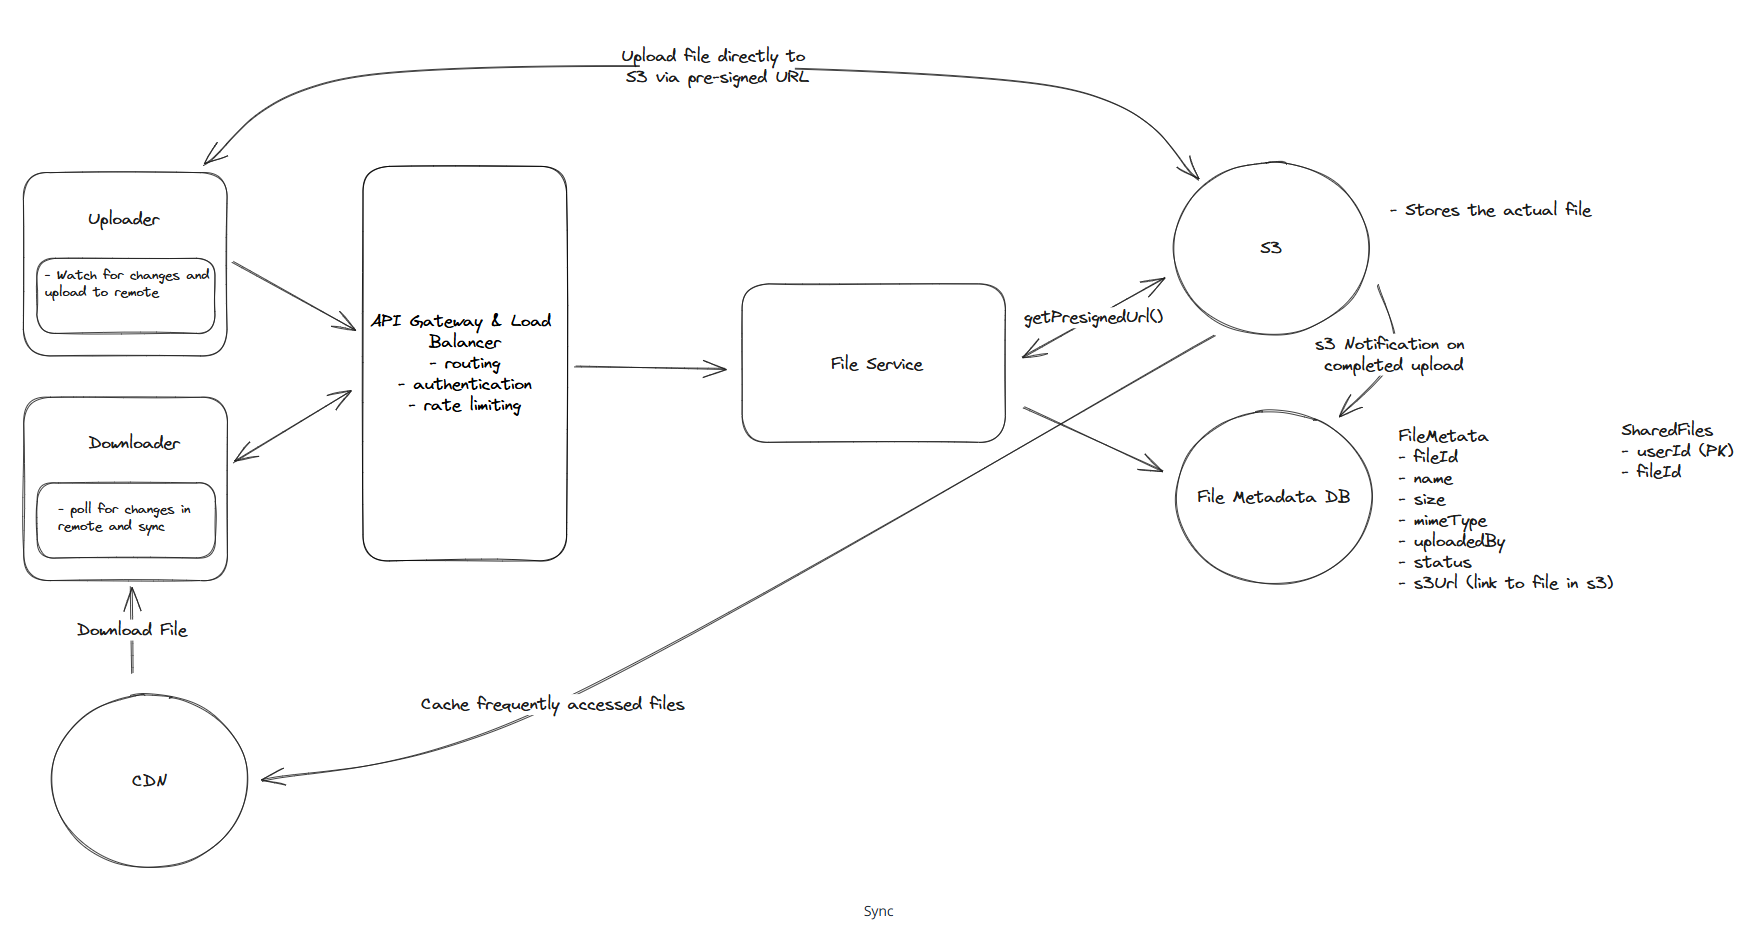 Upload file directly to
S3 via pre-signed URL
Uploader
- Watch for changes and
upload to remote
API Gateway & Load
Balancer
- routing
- authentication
- rate limiting
File Service
getPresignedUrl()
S3
- Stores the actual file
s3 Notification on
completed upload
Downloader
- poll for changes in
remote and sync
File Metadata DB
FileMetata
- fileId
- name
- size
- mimeType
- uploadedBy
- status
- s3Url (link to file in s3)
SharedFiles
- userId (PK)
- fileId
Download File
Cache frequently accessed files
CDN
Sync